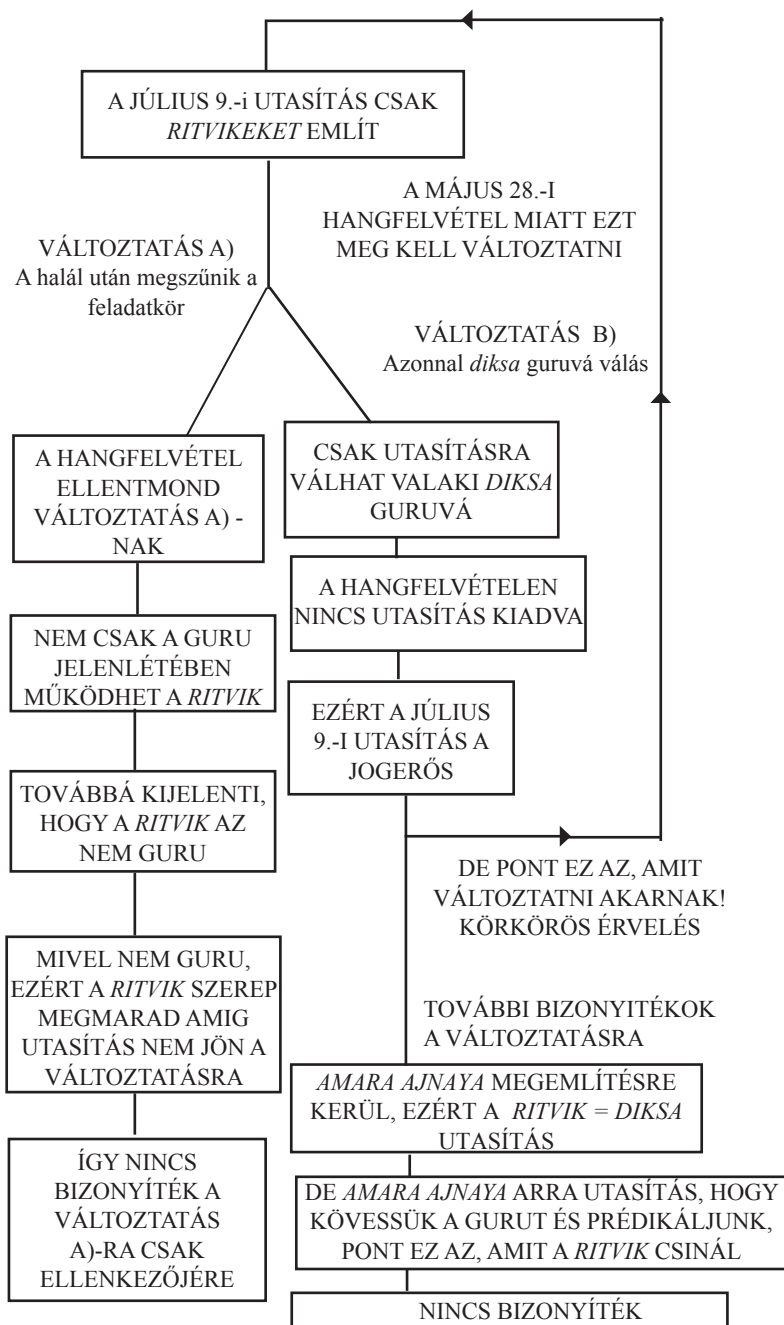 A JÚLIUS 9.-i UTASÍTÁS CSAK
RITVIKEKET EMLÍT
A MÁJUS 28.-I
HANGFELVÉTEL MIATT EZT
MEG KELL VÁLTOZTATNI
VÁLTOZTATÁS A)
A halál után megszűnik a
feladatkör
VÁLTOZTATÁS B)
Azonnal diksa guruvá válás
A HANGFELVÉTEL
ELLENTMOND
VÁLTOZTATÁS A) -
NAK
NEM CSAK A GURU
JELENLÉTÉBEN
MŰKÖDHET A RITVIK
TOVÁBBÁ KIJELENTI,
HOGY A RITVIK AZ
NEM GURU
MIVEL NEM GURU,
EZÉRT A RITVIK SZEREP
MEGMARAD AMIG
UTASÍTÁS NEM JÖN A
VÁLTOZTATÁSRA
ÍGY NINCS
BIZONYÍTÉK A
VÁLTOZTATÁS
A)-RA CSAK
ELLENKEZŐJÉRE
CSAK UTASÍTÁSRA
VÁLHAT VALAKI DIKSA
GURUVÁ
A HANGFELVÉTELEN
NINCS UTASÍTÁS KIADVA
EZÉRT A JÚLIUS
9.-I UTASÍTÁS A
JOGERŐS
DE PONT EZ AZ, AMIT
VÁLTOZTATNI AKARNAK!
KÖRKÖRÖS ÉRVELÉS
TOVÁBBI BIZONYITÉKOK
A VÁLTOZTATÁSRA
AMARA AJNAYA MEGEMLÍTÉSRE
KERÜL, EZÉRT A RITVIK = DIKSA
UTASÍTÁS
DE AMARA AJNAYA ARRA UTASÍTÁS, HOGY
KÖVESSÜK A GURUT ÉS PRÉDIKÁLJUNK,
PONT EZ AZ, AMIT A RITVIK CSINÁL
NINCS BIZONYÍTÉK